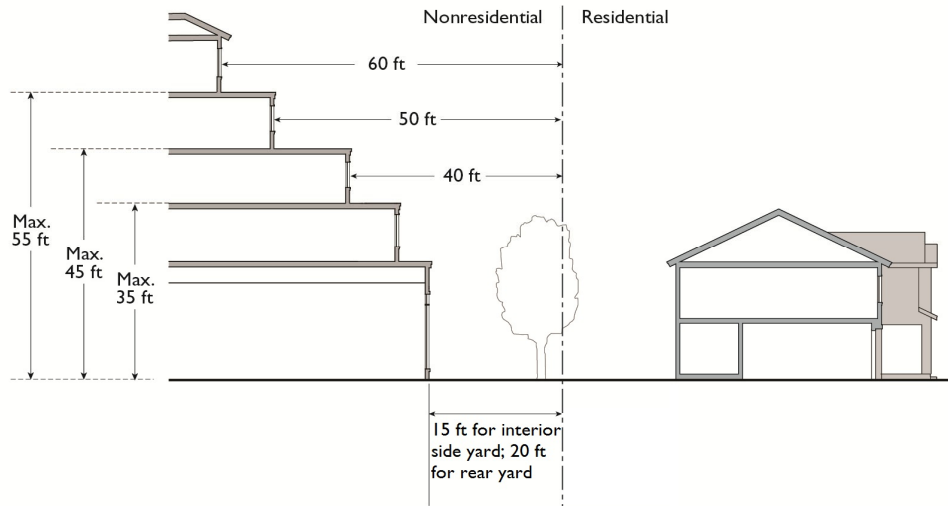 Nonresidential
Residential
60 ft
50 ft
40 ft
Max.
55 ft
Max.
45 ft
Max.
35 ft
15 ft for interior
side yard; 20 ft
for rear yard